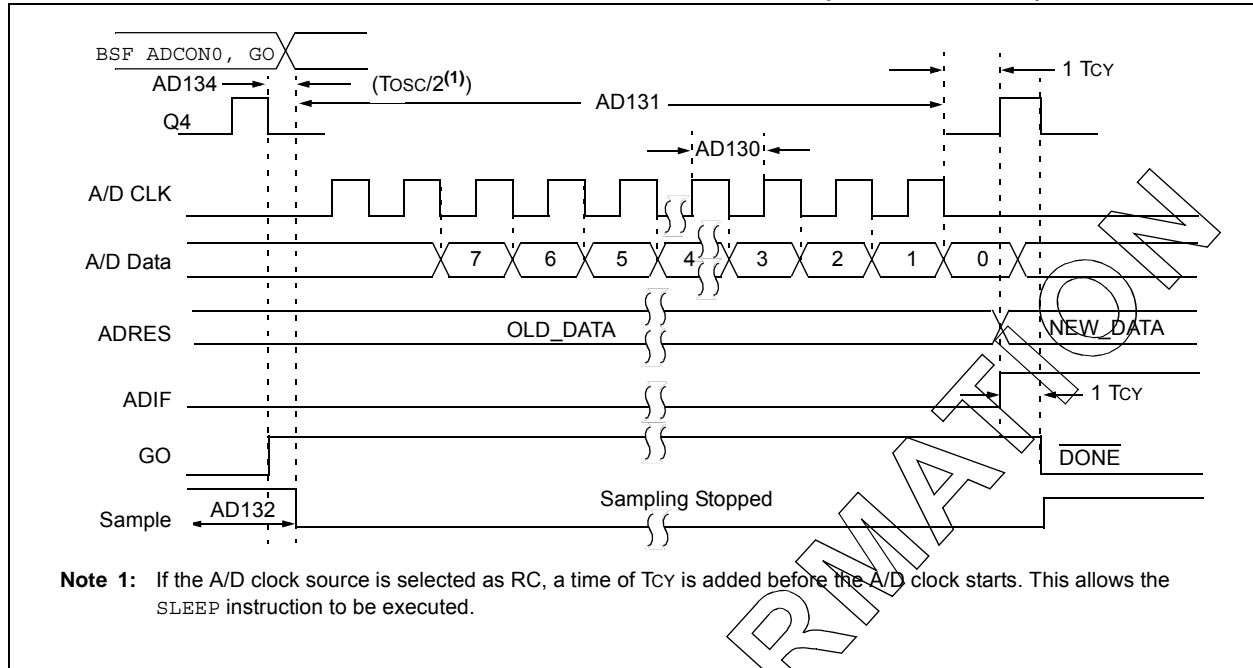 BSF ADCON0, GO
AD134 (TOSC/2(1)) 1 TCY
AD131
Q4
AD130
A/D CLK
A/D Data 7 6 5 4 3 2 1 0
ADRES OLD_DATA NEW_DATA
ADIF 1 TCY
GO DONE
Sample AD132 Sampling Stopped
Note 1: If the A/D clock source is selected as RC, a time of TCY is added before the A/D clock starts. This allows the
SLEEP instruction to be executed.
RMATION